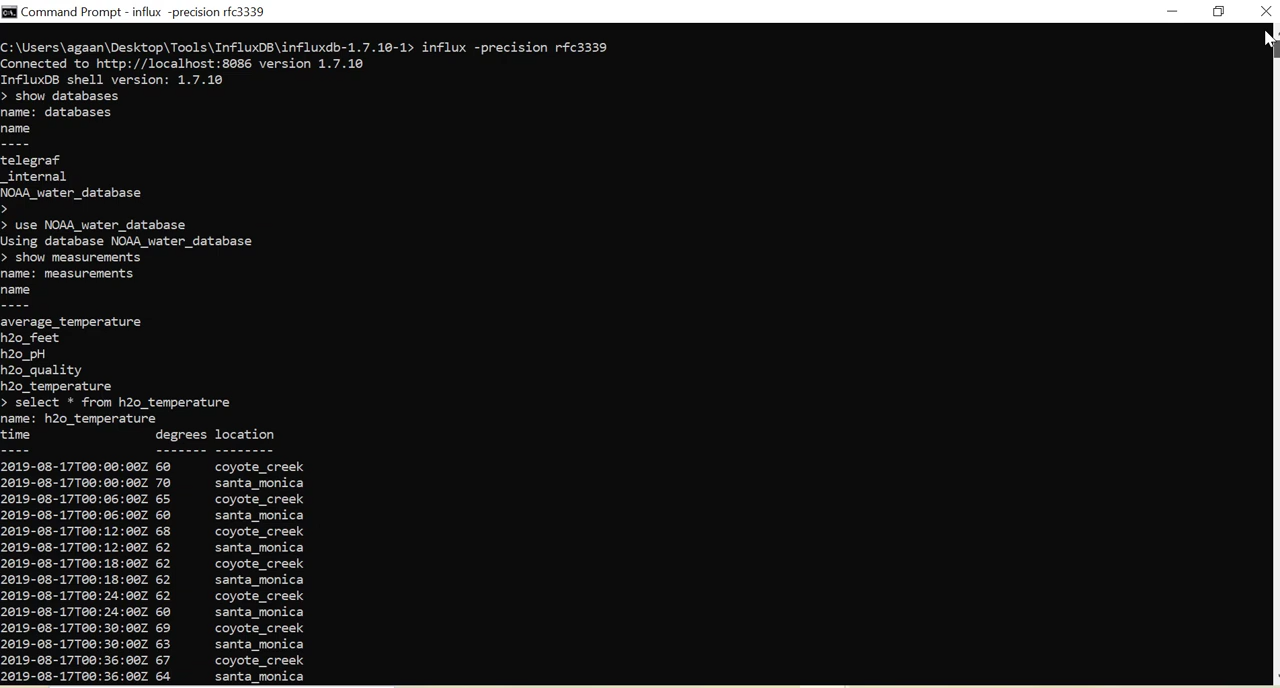 Command Prompt - influx  -precision rfc3339
C:\Users\agaan\Desktop\Tools\InfluxDB\influxdb-1.7.10-1> influx -precision rfc3339
Connected to http://localhost:8086 version 1.7.10
InfluxDB shell version: 1.7.10
> show databases
name: databases
name
----
telegraf
_internal
NOAA_water_database
>
> use NOAA_water_database
Using database NOAA_water_database
> show measurements
name: measurements
name
----
average_temperature
h2o_feet
h2o_pH
h2o_quality
h2o_temperature
> select * from h2o_temperature
name: h2o_temperature
time                 degrees location
----                 ------- --------
2019-08-17T00:00:00Z 60      coyote_creek
2019-08-17T00:00:00Z 70      santa_monica
2019-08-17T00:06:00Z 65      coyote_creek
2019-08-17T00:06:00Z 60      santa_monica
2019-08-17T00:12:00Z 68      coyote_creek
2019-08-17T00:12:00Z 62      santa_monica
2019-08-17T00:18:00Z 62      coyote_creek
2019-08-17T00:18:00Z 62      santa_monica
2019-08-17T00:24:00Z 62      coyote_creek
2019-08-17T00:24:00Z 60      santa_monica
2019-08-17T00:30:00Z 69      coyote_creek
2019-08-17T00:30:00Z 63      santa_monica
2019-08-17T00:36:00Z 67      coyote_creek
2019-08-17T00:36:00Z 64      santa_monica